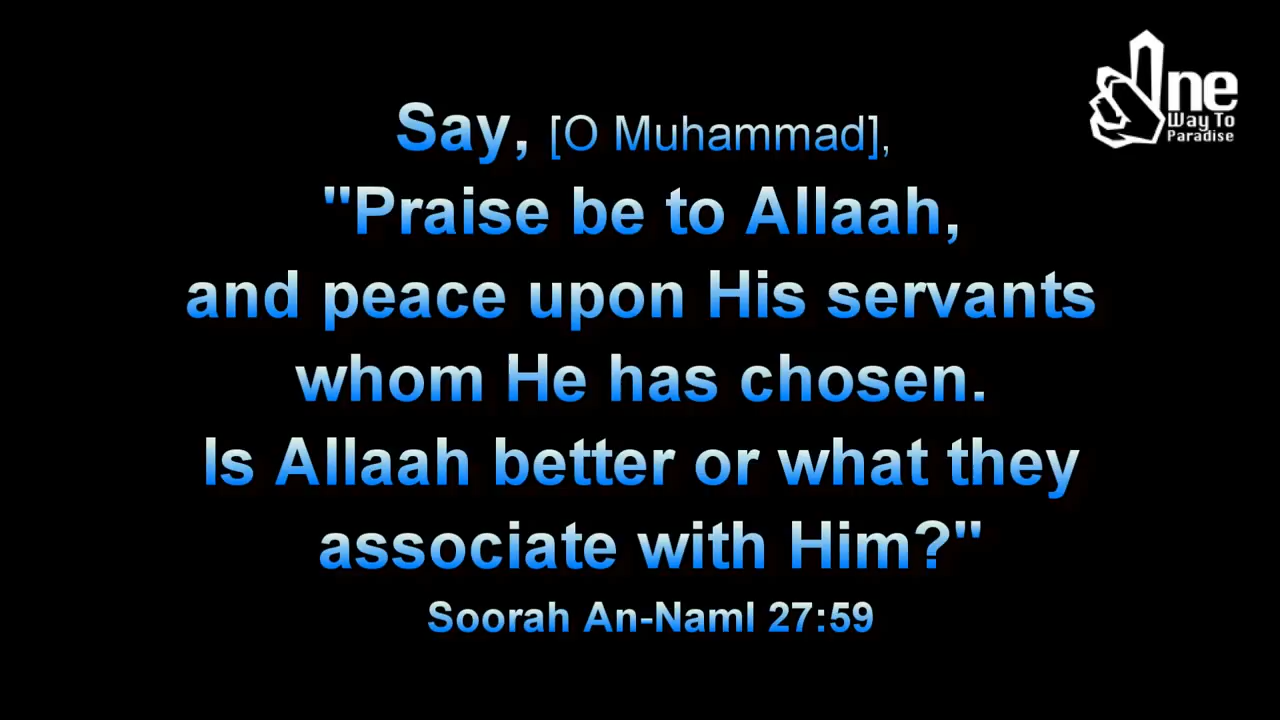 Say, [O Muhammad],
"Praise be to Allaah,
and peace upon His servants
whom He has chosen.
Is Allaah better or what they
associate with Him?"
Soorah An-Naml 27:59
One
Way To
Paradise